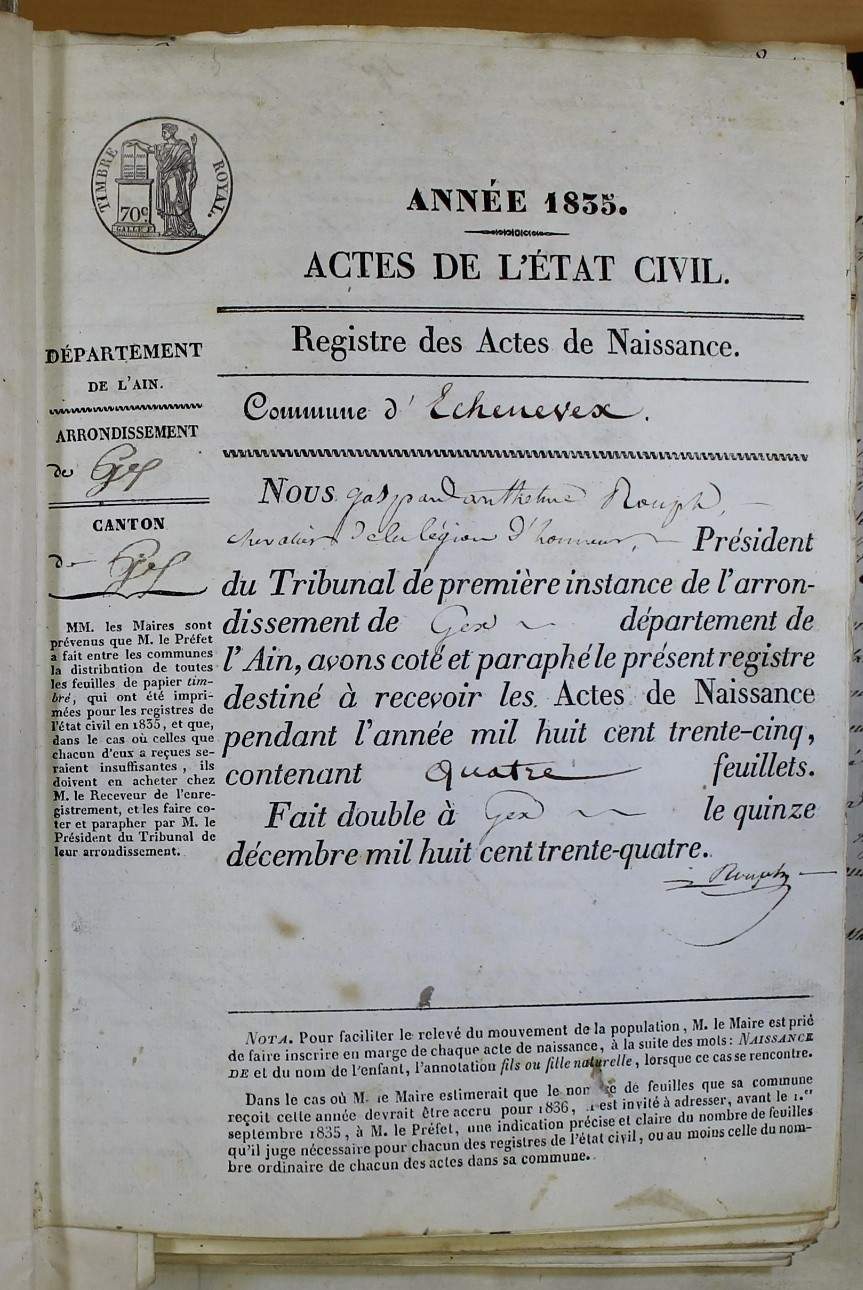 TIMBRE ROYAL.
70c.
ANNÉE 1835.
ACTES DE L'ÉTAT CIVIL.
Registre des Actes de Naissance.
Commune d' Echenevex.
DÉPARTEMENT
DE L'AIN.
ARRONDISSEMENT
de Gex
CANTON
de Gex
MM. les Maires sont
prévenus que M. le Préfet
a fait entre les communes
la distribution de toutes
les feuilles de papier tim-
bré, qui ont été impri-
mées pour les registres de
l'état civil en 1835, et que,
dans le cas où celles que
chacun d'eux a reçues se-
raient insuffisantes, ils
doivent en acheter chez
M. le Receveur de l'enre-
gistrement, et les faire co-
ter et parapher par M. le
Président du Tribunal de
leur arrondissement.
Nous gaspard anthelme Rouph,
chevalier de la légion d'honneur, Président
du Tribunal de première instance de l'arron-
dissement de Gex département de
l'Ain, avons coté et paraphé le présent registre
destiné à recevoir les Actes de Naissance
pendant l'année mil huit cent trente-cinq,
contenant quatre feuillets.
Fait double à Gex le quinze
décembre mil huit cent trente-quatre.
Rouph
NOTA. Pour faciliter le relevé du mouvement de la population, M. le Maire est prié
de faire inscrire en marge de chaque acte de naissance, à la suite des mots: NAISSANCE
DE et du nom de l'enfant, l'annotation fils ou fille naturelle, lorsque ce cas se rencontre.
Dans le cas où M. le Maire estimerait que le nom e de feuilles que sa commune
reçoit cette année devrait être accru pour 1836, il est invité à adresser, avant le 1.er
septembre 1835, à M. le Préfet, une indication précise et claire du nombre de feuilles
qu'il juge nécessaire pour chacun des registres de l'état civil, ou au moins celle du nom-
bre ordinaire de chacun des actes dans sa commune.